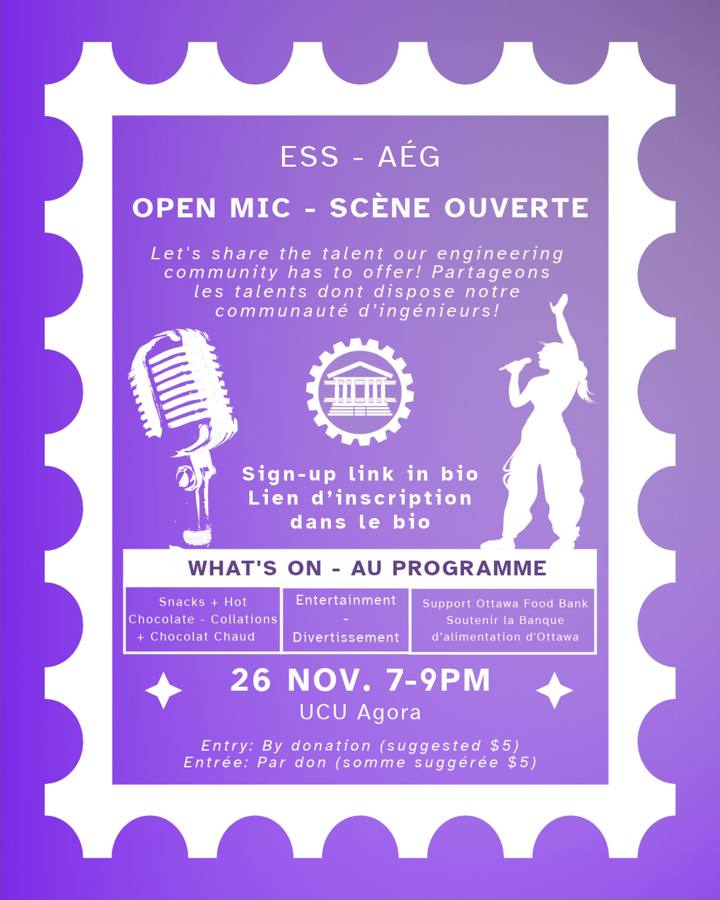 ESS - AÉG
OPEN MIC - SCÈNE OUVERTE
Let's share the talent our engineering
community has to offer! Partageons
les talents dont dispose notre
communauté d’ingénieurs!
Sign-up link in bio
Lien d’inscription
dans le bio
WHAT'S ON - AU PROGRAMME
Snacks + Hot
Chocolate - Collations
+ Chocolat Chaud
Entertainment
-
Divertissement
Support Ottawa Food Bank
Soutenir la Banque
d'alimentation d'Ottawa
26 NOV. 7-9PM
UCU Agora
Entry: By donation (suggested $5)
Entrée: Par don (somme suggérée $5)